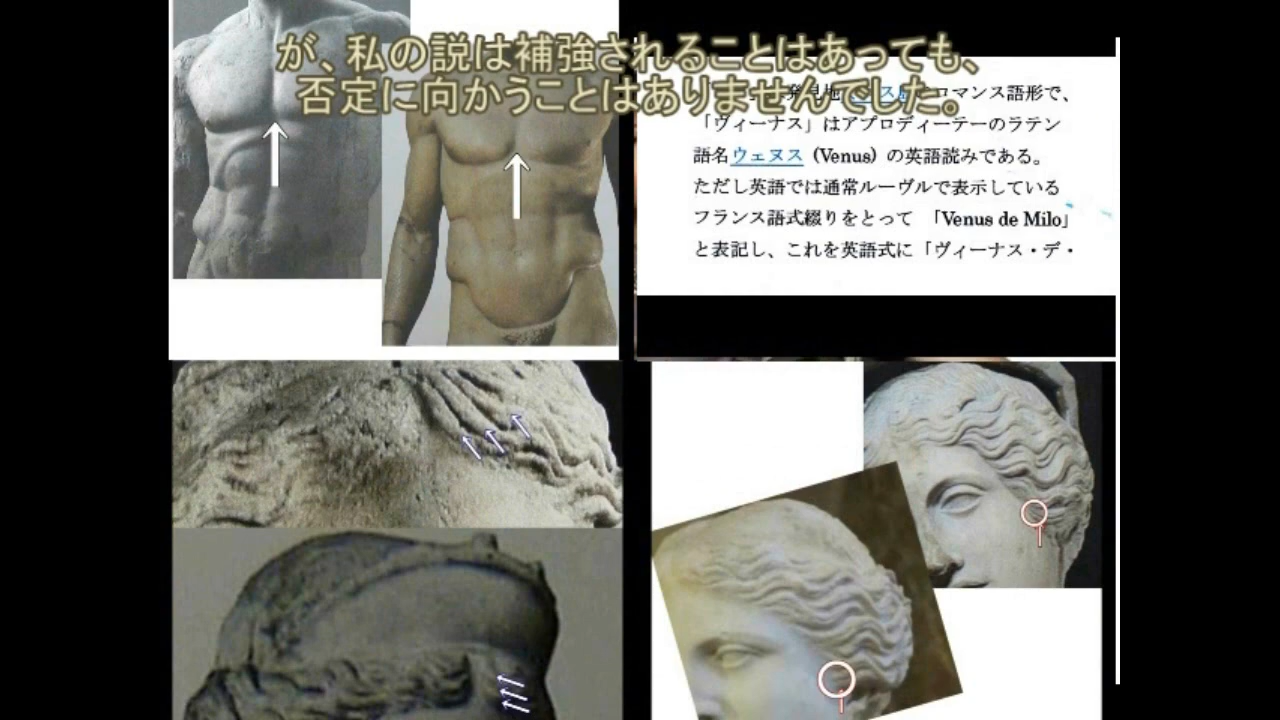 が、私の説は補強されることはあっても、
否定に向かうことはありませんでした。
ロマンス語形で、
「ヴィーナス」はアプロディーテーのラテン
語名ウェヌス (Venus) の英語読みである。
ただし英語では通常ルーヴルで表示している
フランス語式綴りをとって 「Venus de Milo」
と表記し、これを英語式に「ヴィーナス・デ・